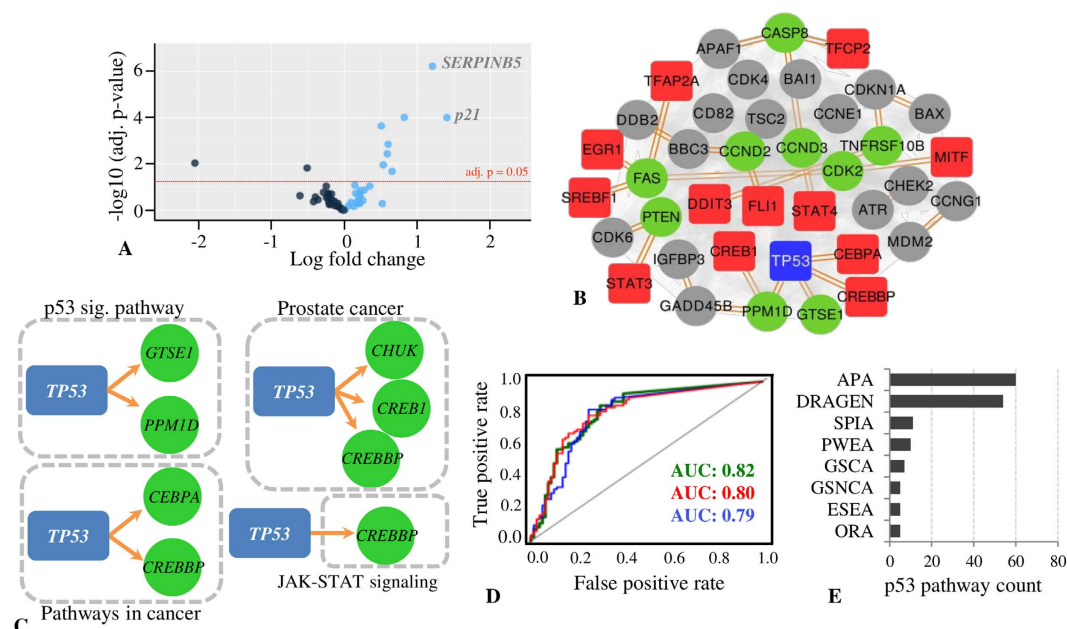 -log10 (adj. p-value)
6
4
2
0
SERPINB5
p21
adj. p = 0.05
-2
-1
0
1
2
Log fold change
A
CASP8
APAF1
TFCP2
TFAP2A
CDK4
BAI1
CDKN1A
CD82
TSC2
CCNE1
BAX
DDB2
EGR1
BBC3
CCND2
CCND3
TNFRSF10B
MITF
FAS
CDK2
SREBF1
CHEK2
CCNG1
DDIT3
FLI1
STAT4
ATR
PTEN
CDK6
MDM2
CREB1
IGFBP3
TP53
CEBPA
STAT3
CREBBP
GADD45B
PPM1D
GTSE1
B
p53 sig. pathway
TP53
GTSE1
PPM1D
Prostate cancer
TP53
CHUK
CREB1
CREBBP
TP53
CEBPA
CREBBP
Pathways in cancer
TP53
CREBBP
JAK-STAT signaling
C
True positive rate
1.0
0.8
0.6
0.4
0.2
0.0
AUC: 0.82
AUC: 0.80
AUC: 0.79
0.0
0.2
0.4
0.6
1.0
False positive rate
D
APA
DRAGEN
SPIA
PWEA
GSCA
GSNCA
ESEA
ORA
0
20
40
60
80
p53 pathway count
E